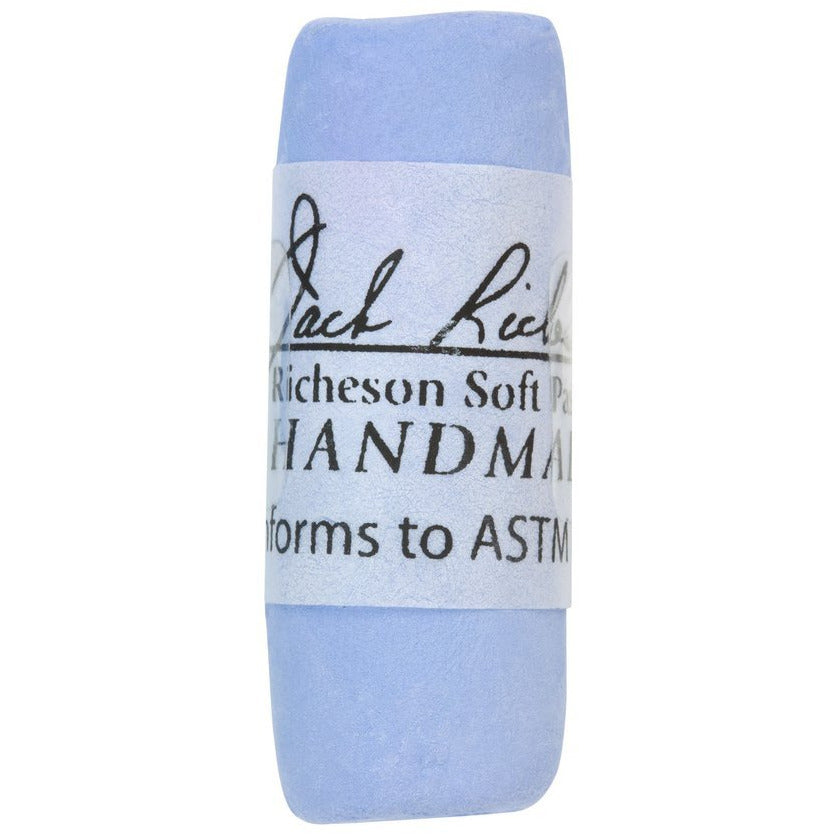 Jack Riche
Richeson Soft Pa
HANDMA
nforms to ASTM